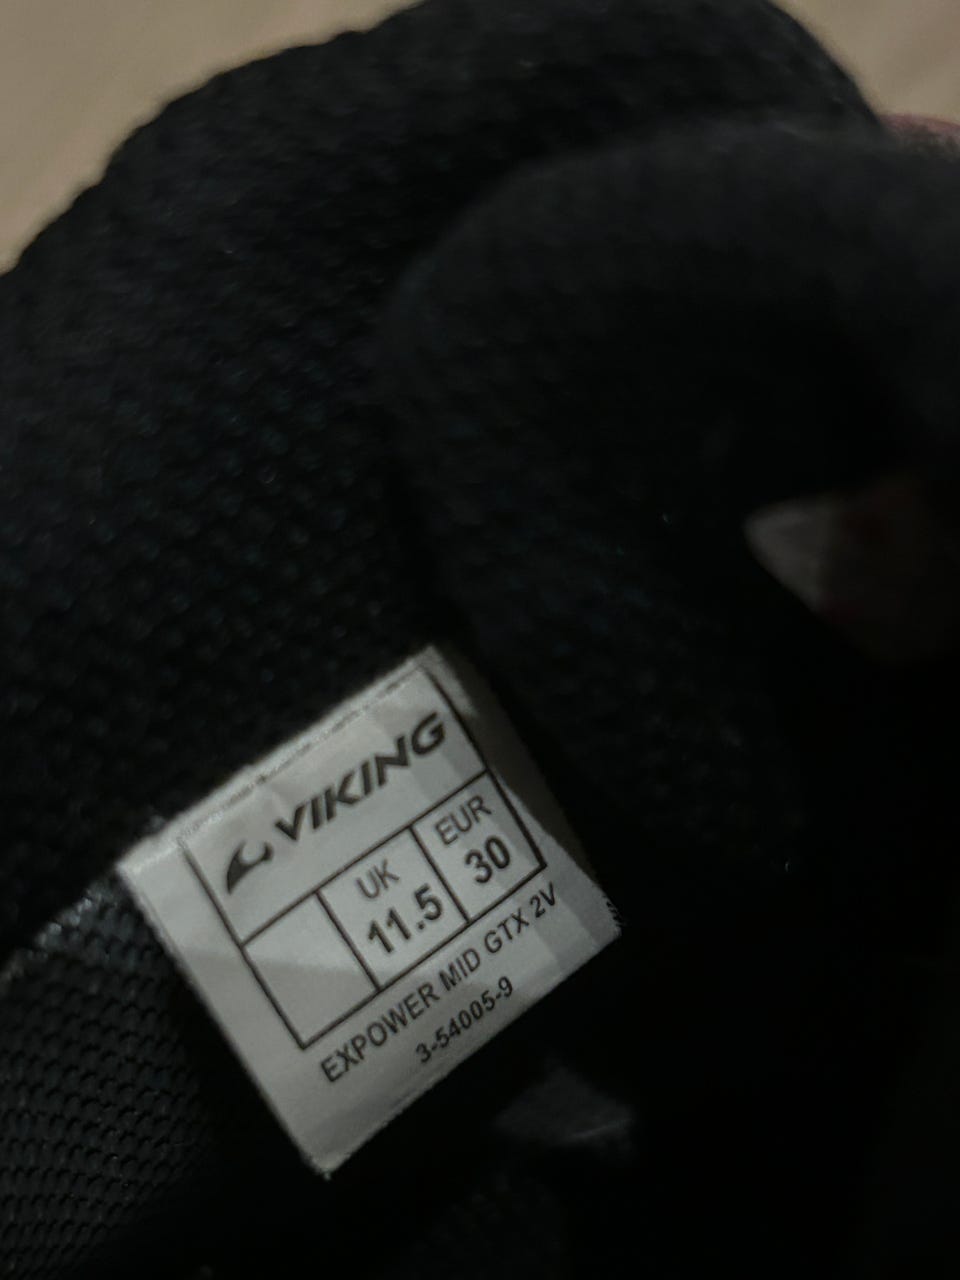 VIKING
UK EUR
11.5 30
EXPOWER MID GTX 2V
3-54005-9